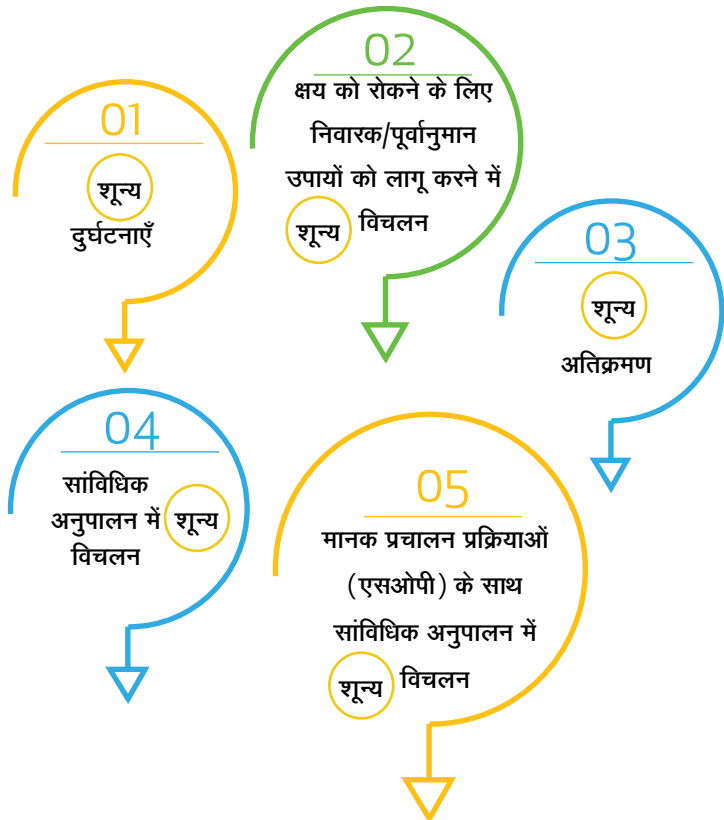 01
शून्य
दुर्घटनाएँ
02
क्षय को रोकने के लिए
निवारक/पूर्वानुमान
उपायों को लागू करने में
शून्य विचलन
03
शून्य
अतिक्रमण
04
सांविधिक
अनुपालन में शून्य
विचलन
05
मानक प्रचालन प्रक्रियाओं
(एसओपी) के साथ
सांविधिक अनुपालन में
शून्य विचलन